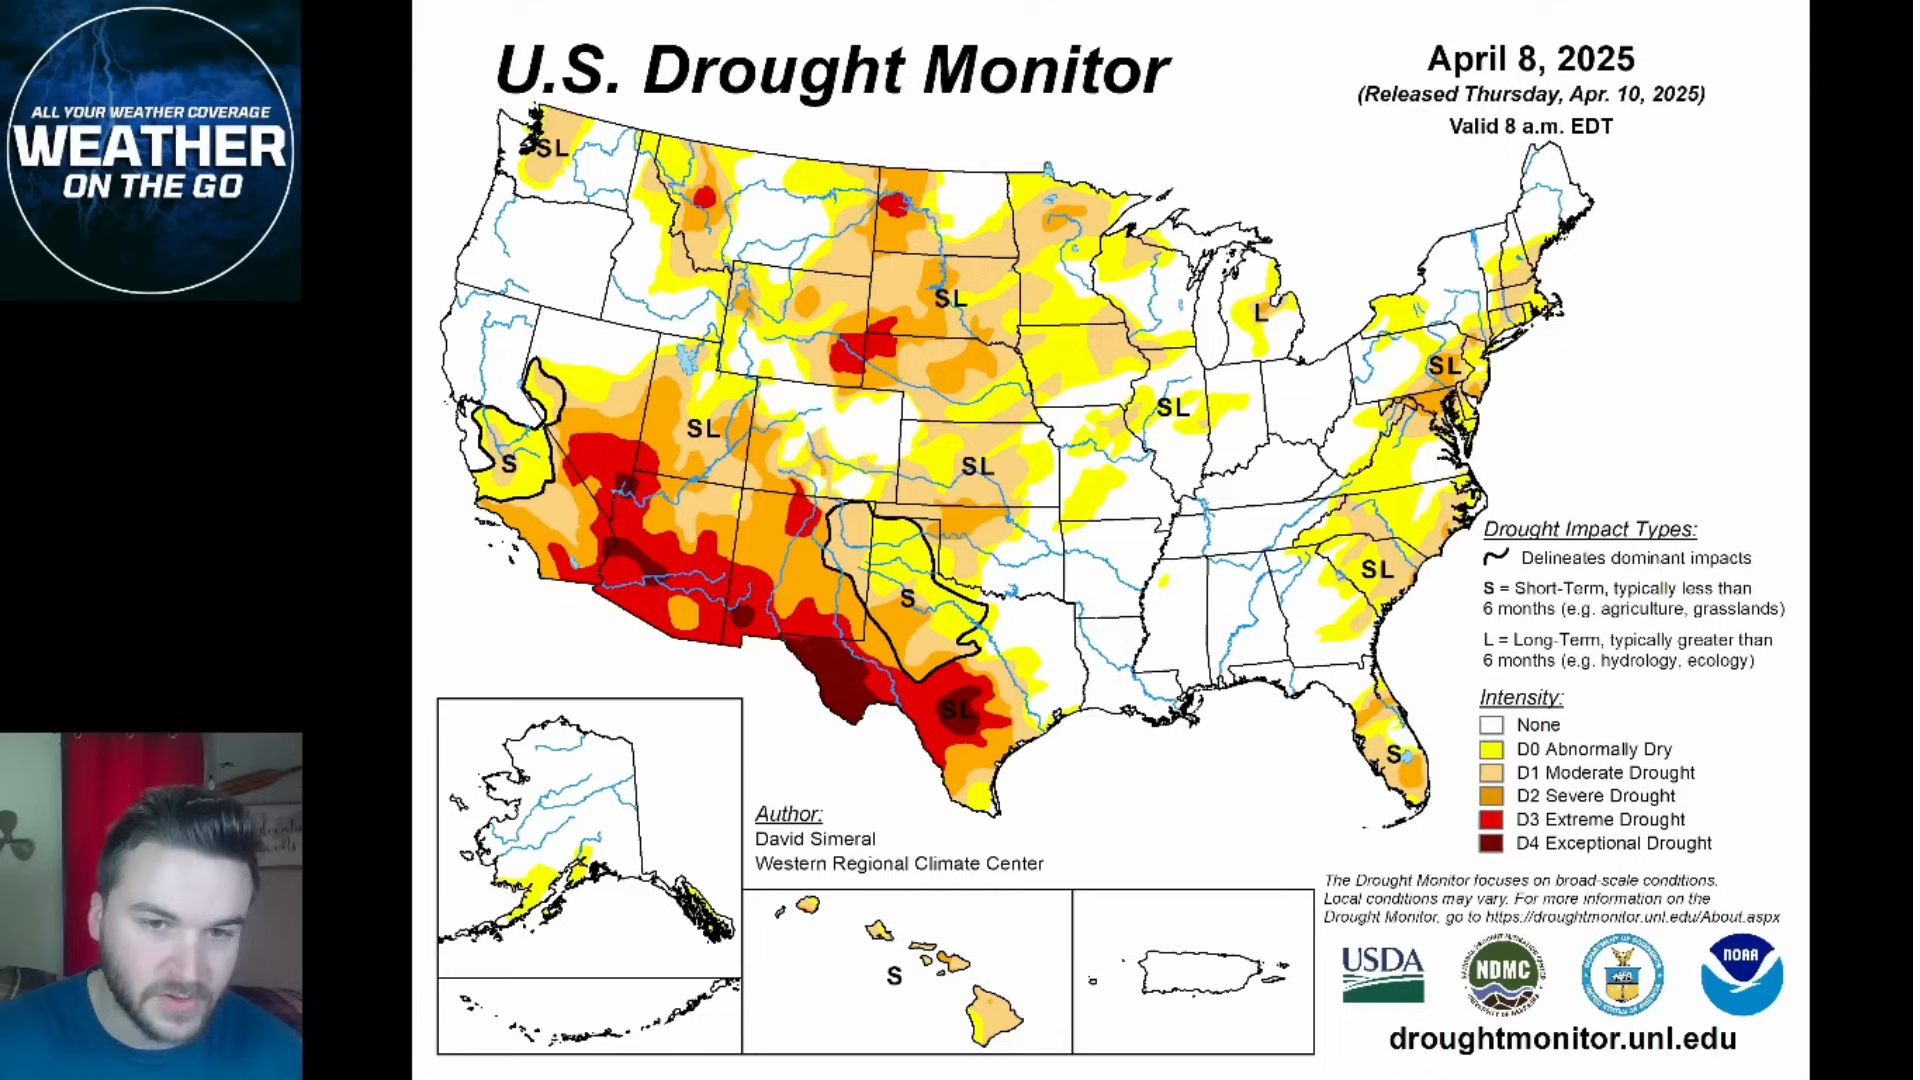 ALL YOUR WEATHER COVERAGE
WEATHER
ON THE GO
U.S. Drought Monitor
April 8, 2025
(Released Thursday, Apr. 10, 2025)
Valid 8 a.m. EDT
SL
SL
L
SL
SL
SL
S
SL
SL
S
SL
SL
S
Drought Impact Types:
Delineates dominant impacts
S = Short-Term, typically less than
6 months (e.g. agriculture, grasslands)
L = Long-Term, typically greater than
6 months (e.g. hydrology, ecology)
Intensity:
None
D0 Abnormally Dry
D1 Moderate Drought
D2 Severe Drought
D3 Extreme Drought
D4 Exceptional Drought
Author:
David Simeral
Western Regional Climate Center
S
The Drought Monitor focuses on broad-scale conditions.
Local conditions may vary. For more information on the
Drought Monitor, go to https://droughtmonitor.unl.edu/About.aspx
USDA
NDMC
NOAA
droughtmonitor.unl.edu